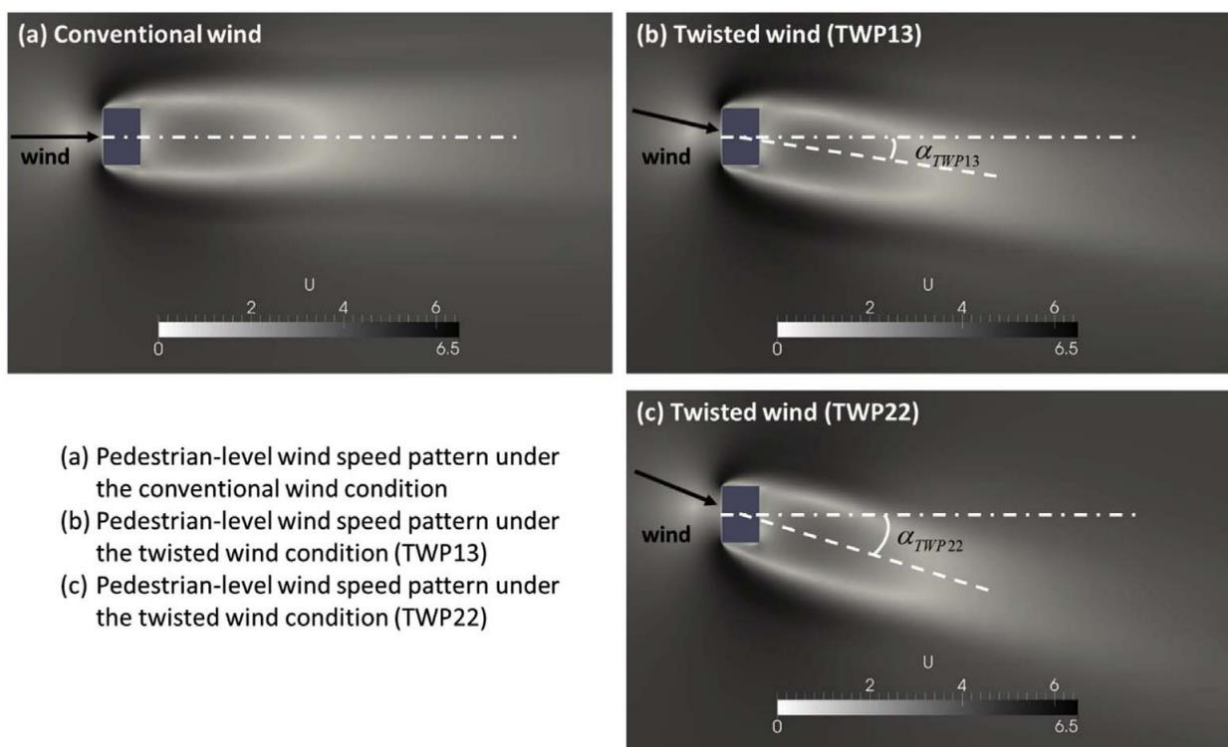 (a) Conventional wind
wind
U
2 4 6
0 6.5
(b) Twisted wind (TWP13)
wind
α_TWP13
U
2 4 6
0 6.5
(a) Pedestrian-level wind speed pattern under
the conventional wind condition
(b) Pedestrian-level wind speed pattern under
the twisted wind condition (TWP13)
(c) Pedestrian-level wind speed pattern under
the twisted wind condition (TWP22)
(c) Twisted wind (TWP22)
wind
α_TWP22
U
2 4 6
0 6.5